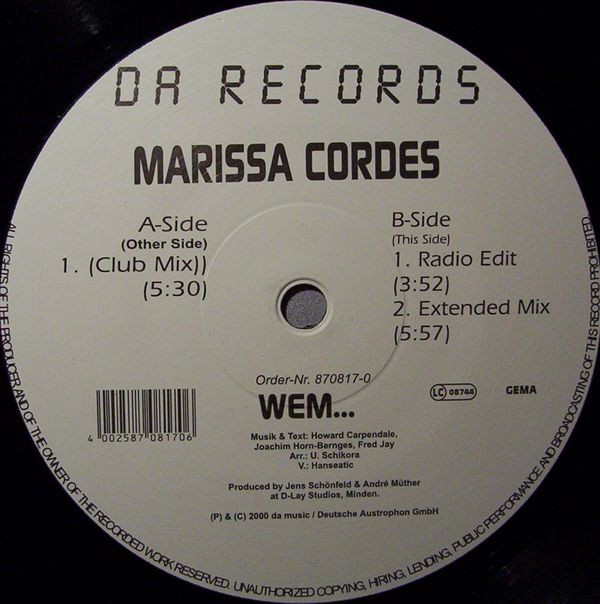 DA RECORDS
MARISSA CORDES
A-Side
(Other Side)
1. (Club Mix))
(5:30)
B-Side
(This Side)
1. Radio Edit
(3:52)
2. Extended Mix
(5:57)
Order-Nr. 870817-0
WEM...
LC 08744
GEMA
4 002587 081706
Musik & Text: Howard Carpendale,
Joachim Horn-Bernges, Fred Jay
Arr.: U. Schikora
V.: Hanseatic
Produced by Jens Schönfeld & André Müther
at D-Lay Studios, Minden.
(P) & (C) 2000 da music / Deutsche Austrophon GmbH
ALL RIGHTS OF THE PRODUCER AND OF THE OWNER OF THE RECORDED WORK RESERVED. UNAUTHORIZED COPYING, HIRING, LENDING, PUBLIC PERFORMANCE AND BROADCASTING OF THIS RECORD PROHIBITED.